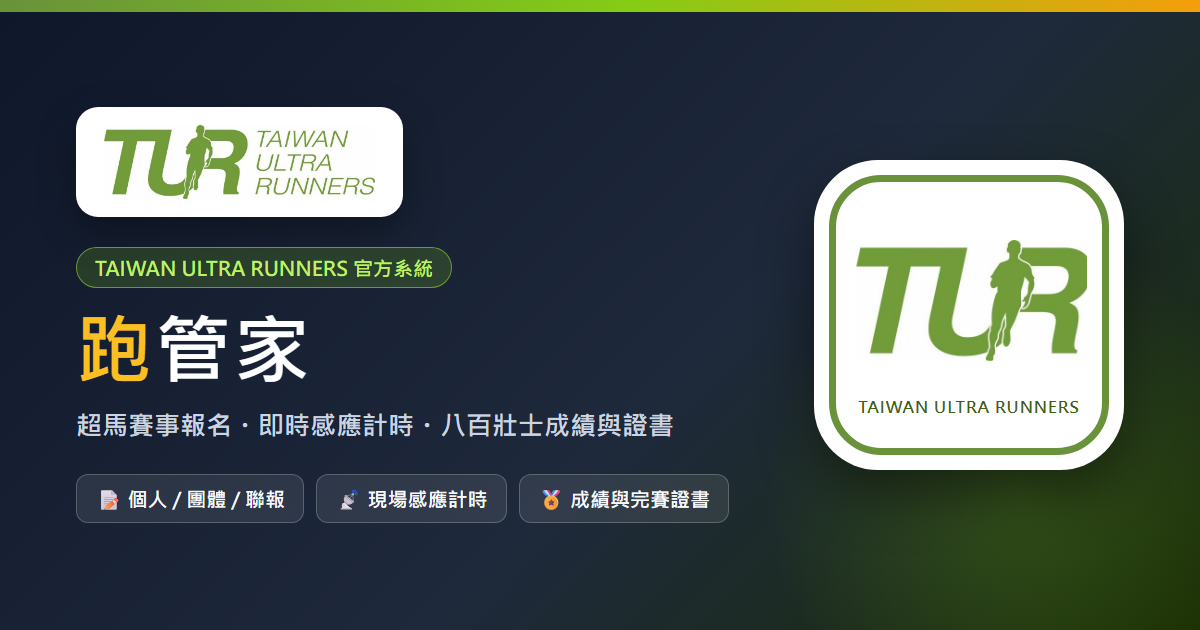 TUR TAIWAN
ULTRA
RUNNERS
TAIWAN ULTRA RUNNERS 官方系統
跑管家
超馬賽事報名・即時感應計時・八百壯士成績與證書
個人 / 團體 / 聯報
現場感應計時
成績與完賽證書
TUR
TAIWAN ULTRA RUNNERS